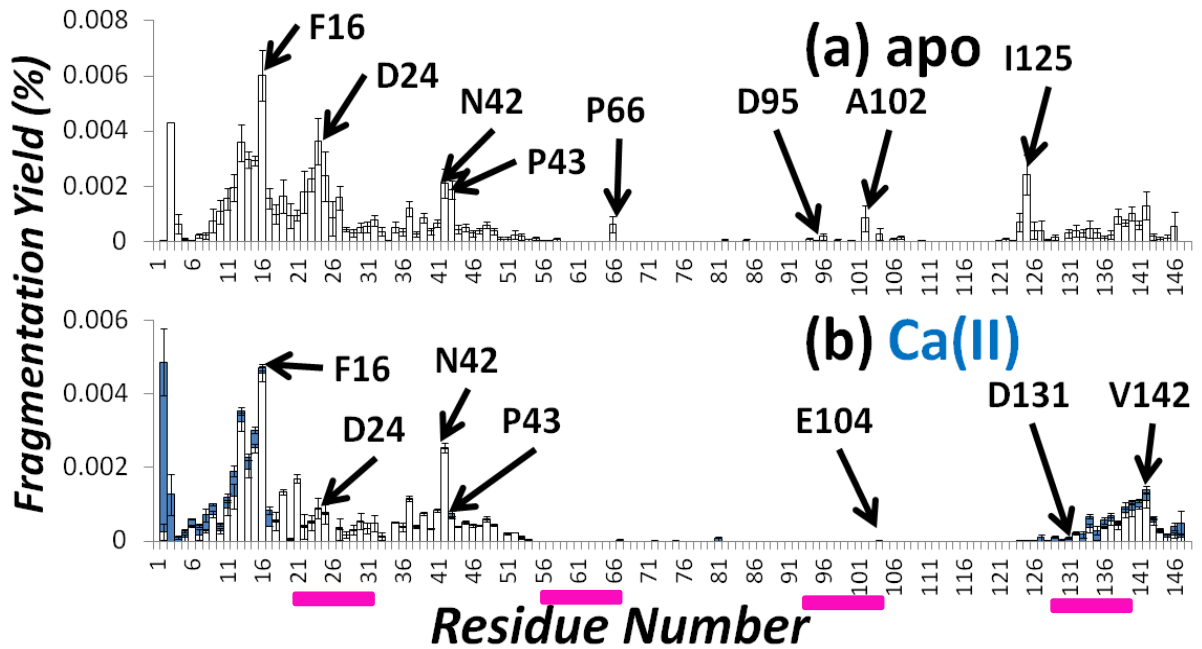 Fragmentation Yield (%)
0.008
0.006
0.004
0.002
0
F16
D24
N42
P43
P66
D95
A102
I125
(a) apo
1 6 11 16 21 26 31 36 41 46 51 56 61 66 71 76 81 86 91 96 101 106 111 116 121 126 131 136 141 146
0.006
0.004
0.002
0
F16
D24
N42
P43
E104
D131
V142
(b) Ca(II)
1 6 11 16 21 26 31 36 41 46 51 56 61 66 71 76 81 86 91 96 101 106 111 116 121 126 131 136 141 146
Residue Number